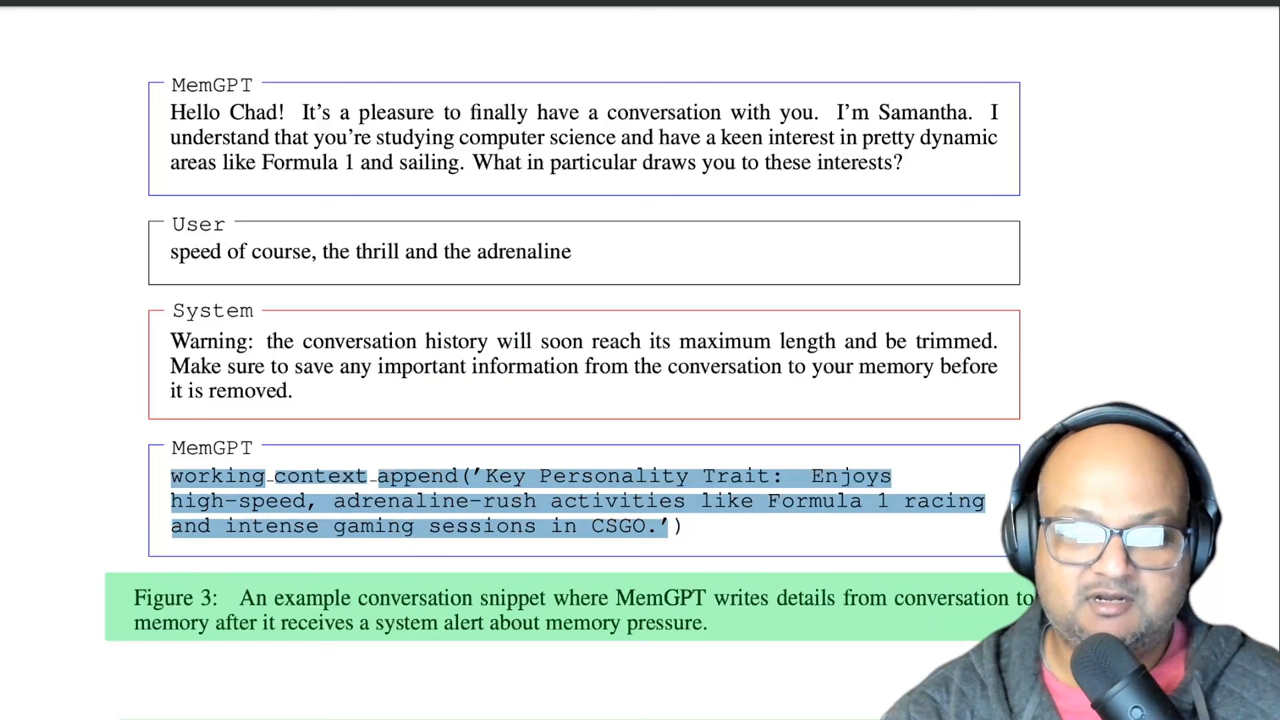 MemGPT
Hello Chad! It's a pleasure to finally have a conversation with you. I'm Samantha. I
understand that you're studying computer science and have a keen interest in pretty dynamic
areas like Formula 1 and sailing. What in particular draws you to these interests?
User
speed of course, the thrill and the adrenaline
System
Warning: the conversation history will soon reach its maximum length and be trimmed.
Make sure to save any important information from the conversation to your memory before
it is removed.
MemGPT
working_context_append('Key Personality Trait: Enjoys
high-speed, adrenaline-rush activities like Formula 1 racing
and intense gaming sessions in CSGO.')
Figure 3: An example conversation snippet where MemGPT writes details from conversation to
memory after it receives a system alert about memory pressure.